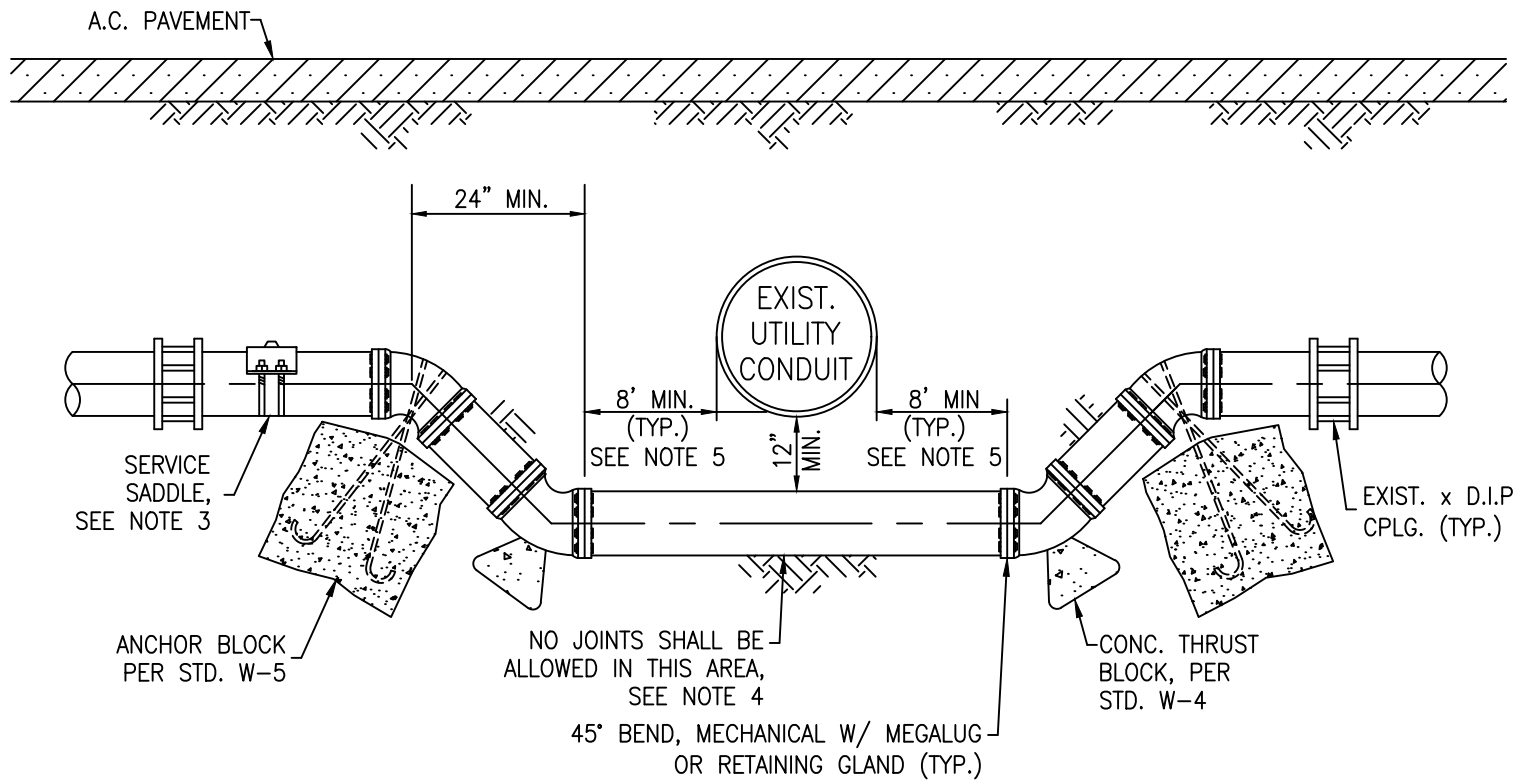 A.C. PAVEMENT
24" MIN.
EXIST.
UTILITY
CONDUIT
8' MIN.
(TYP.)
SEE NOTE 5
12"
MIN.
8' MIN
(TYP.)
SEE NOTE 5
SERVICE
SADDLE,
SEE NOTE 3
EXIST. x D.I.P
CPLG. (TYP.)
ANCHOR BLOCK
PER STD. W-5
NO JOINTS SHALL BE
ALLOWED IN THIS AREA,
SEE NOTE 4
CONC. THRUST
BLOCK, PER
STD. W-4
45° BEND, MECHANICAL W/ MEGALUG
OR RETAINING GLAND (TYP.)